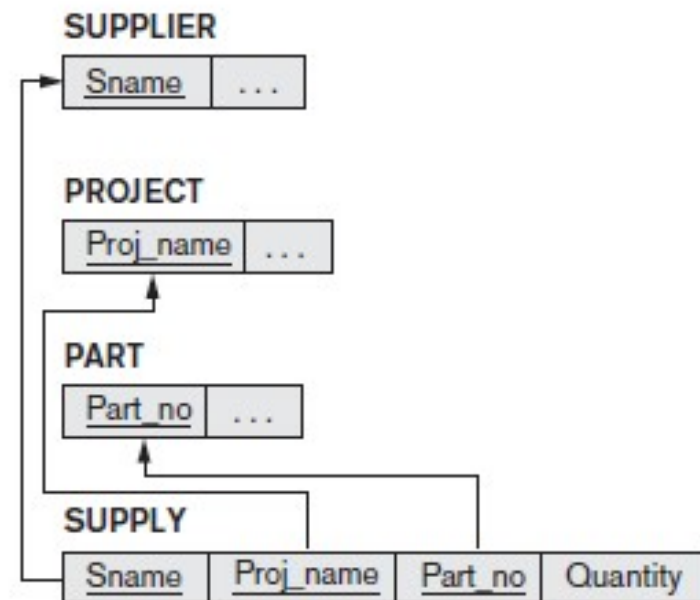 SUPPLIER
Sname ...
PROJECT
Proj_name ...
PART
Part_no ...
SUPPLY
Sname Proj_name Part_no Quantity